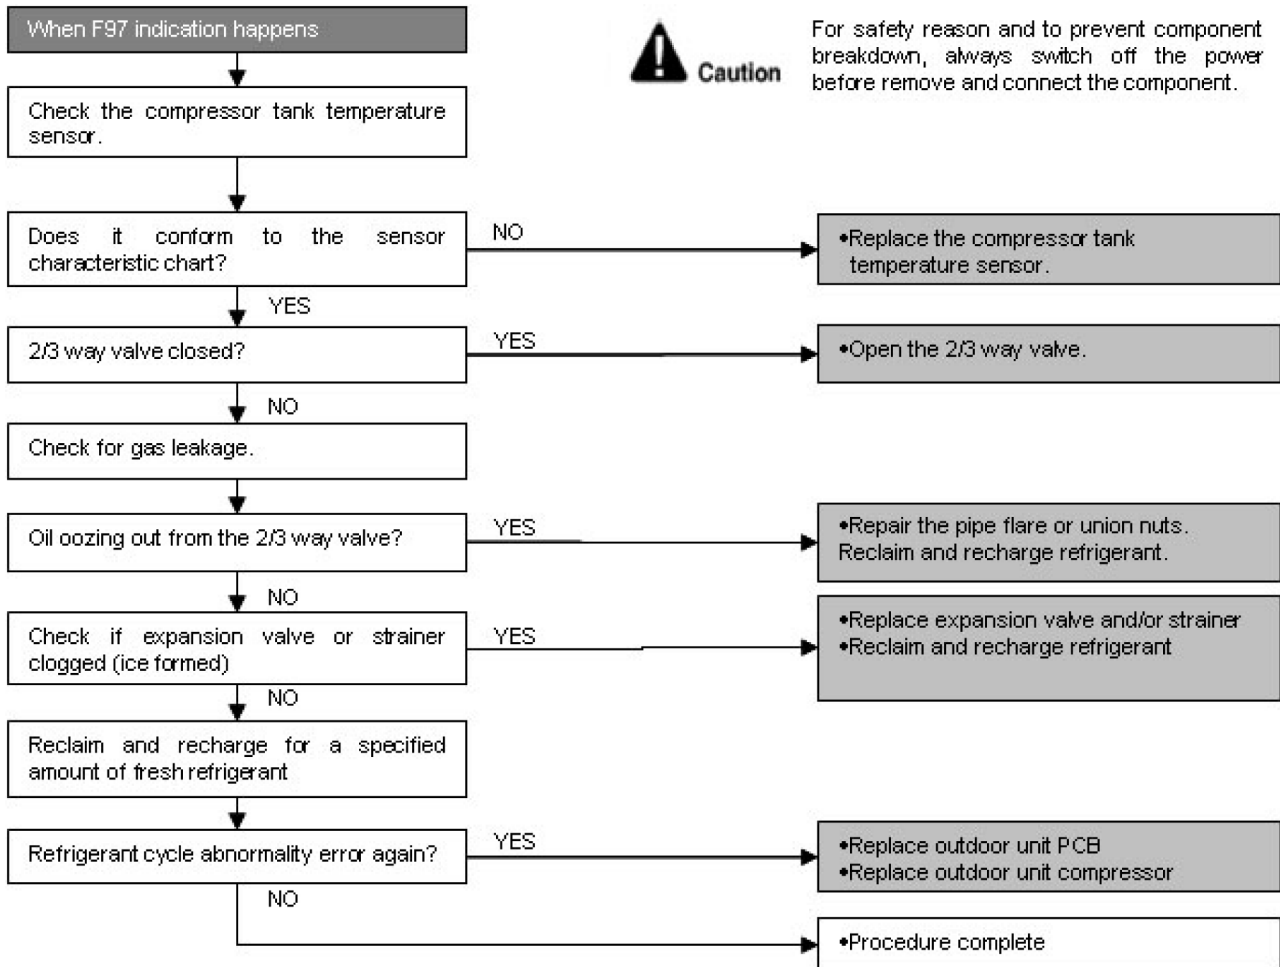 When F97 indication happens
Caution
For safety reason and to prevent component
breakdown, always switch off the power
before remove and connect the component.
Check the compressor tank temperature
sensor.
Does it conform to the sensor
characteristic chart?
NO
•Replace the compressor tank
temperature sensor.
YES
2/3 way valve closed?
YES
•Open the 2/3 way valve.
NO
Check for gas leakage.
Oil oozing out from the 2/3 way valve?
YES
•Repair the pipe flare or union nuts.
Reclaim and recharge refrigerant.
NO
Check if expansion valve or strainer
clogged (ice formed)
YES
•Replace expansion valve and/or strainer
•Reclaim and recharge refrigerant
NO
Reclaim and recharge for a specified
amount of fresh refrigerant
Refrigerant cycle abnormality error again?
YES
•Replace outdoor unit PCB
•Replace outdoor unit compressor
NO
•Procedure complete